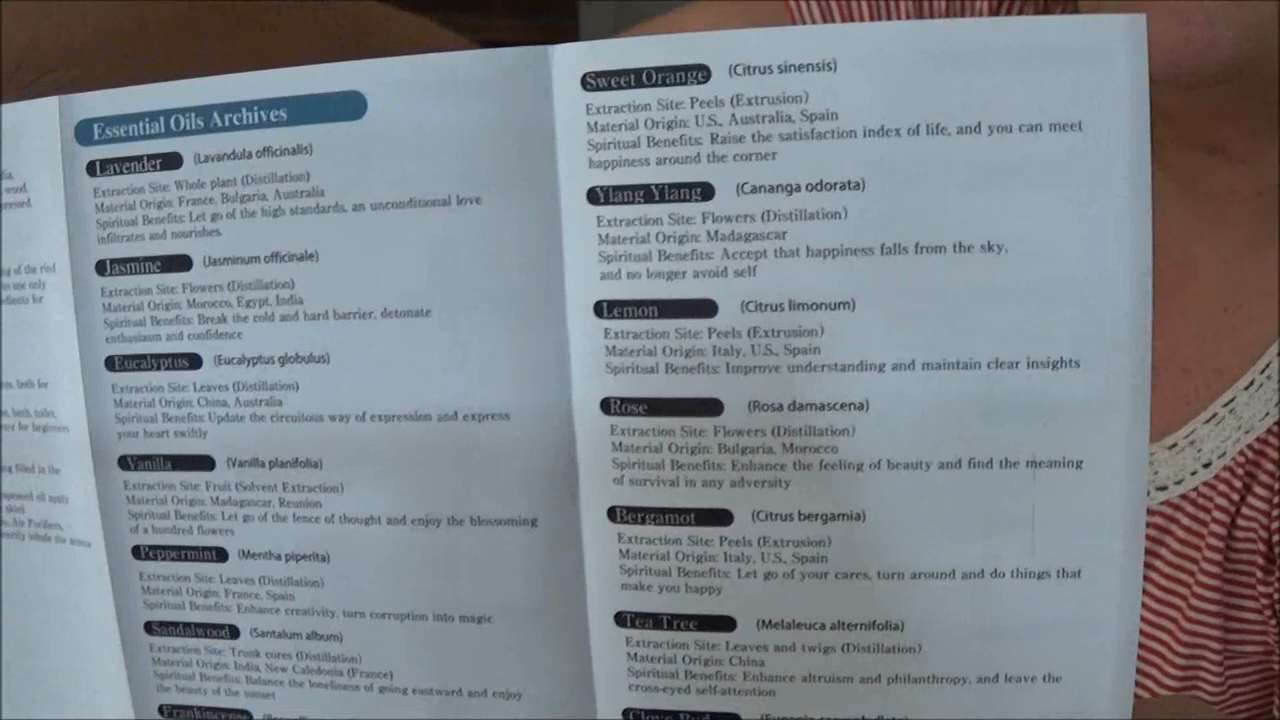 Essential Oils Archives
Lavender (Lavandula officinalis)
Extraction Site: Whole plant (Distillation)
Material Origin: France, Bulgaria, Australia
Spiritual Benefits: Let go of the high standards, an unconditional love
infiltrates and nourishes.
Jasmine (Jasminum officinale)
Extraction Site: Flowers (Distillation)
Material Origin: Morocco, Egypt, India
Spiritual Benefits: Break the cold and hard barrier, detonate
enthusiasm and confidence
Eucalyptus (Eucalyptus globulus)
Extraction Site: Leaves (Distillation)
Material Origin: China, Australia
Spiritual Benefits: Update the circuitous way of expression and express
your heart swiftly
Vanilla (Vanilla planifolia)
Extraction Site: Fruit (Solvent Extraction)
Material Origin: Madagascar, Reunion
Spiritual Benefits: Let go of the fence of thought and enjoy the blossoming
of a hundred flowers
Peppermint (Mentha piperita)
Extraction Site: Leaves (Distillation)
Material Origin: France, Spain
Spiritual Benefits: Enhance creativity, turn corruption into magic
Sandalwood (Santalum album)
Extraction Site: Trunk cores (Distillation)
Material Origin: India, New Caledonia (France)
Spiritual Benefits: Balance the loneliness of going eastward and enjoy
the beauty of the sunset
Frankincense
Sweet Orange (Citrus sinensis)
Extraction Site: Peels (Extrusion)
Material Origin: U.S., Australia, Spain
Spiritual Benefits: Raise the satisfaction index of life, and you can meet
happiness around the corner
Ylang Ylang (Cananga odorata)
Extraction Site: Flowers (Distillation)
Material Origin: Madagascar
Spiritual Benefits: Accept that happiness falls from the sky,
and no longer avoid self
Lemon (Citrus limonum)
Extraction Site: Peels (Extrusion)
Material Origin: Italy, U.S., Spain
Spiritual Benefits: Improve understanding and maintain clear insights
Rose (Rosa damascena)
Extraction Site: Flowers (Distillation)
Material Origin: Bulgaria, Morocco
Spiritual Benefits: Enhance the feeling of beauty and find the meaning
of survival in any adversity
Bergamot (Citrus bergamia)
Extraction Site: Peels (Extrusion)
Material Origin: Italy, U.S., Spain
Spiritual Benefits: Let go of your cares, turn around and do things that
make you happy
Tea Tree (Melaleuca alternifolia)
Extraction Site: Leaves and twigs (Distillation)
Material Origin: China
Spiritual Benefits: Enhance altruism and philanthropy, and leave the
cross-eyed self-attention
Clove Bud